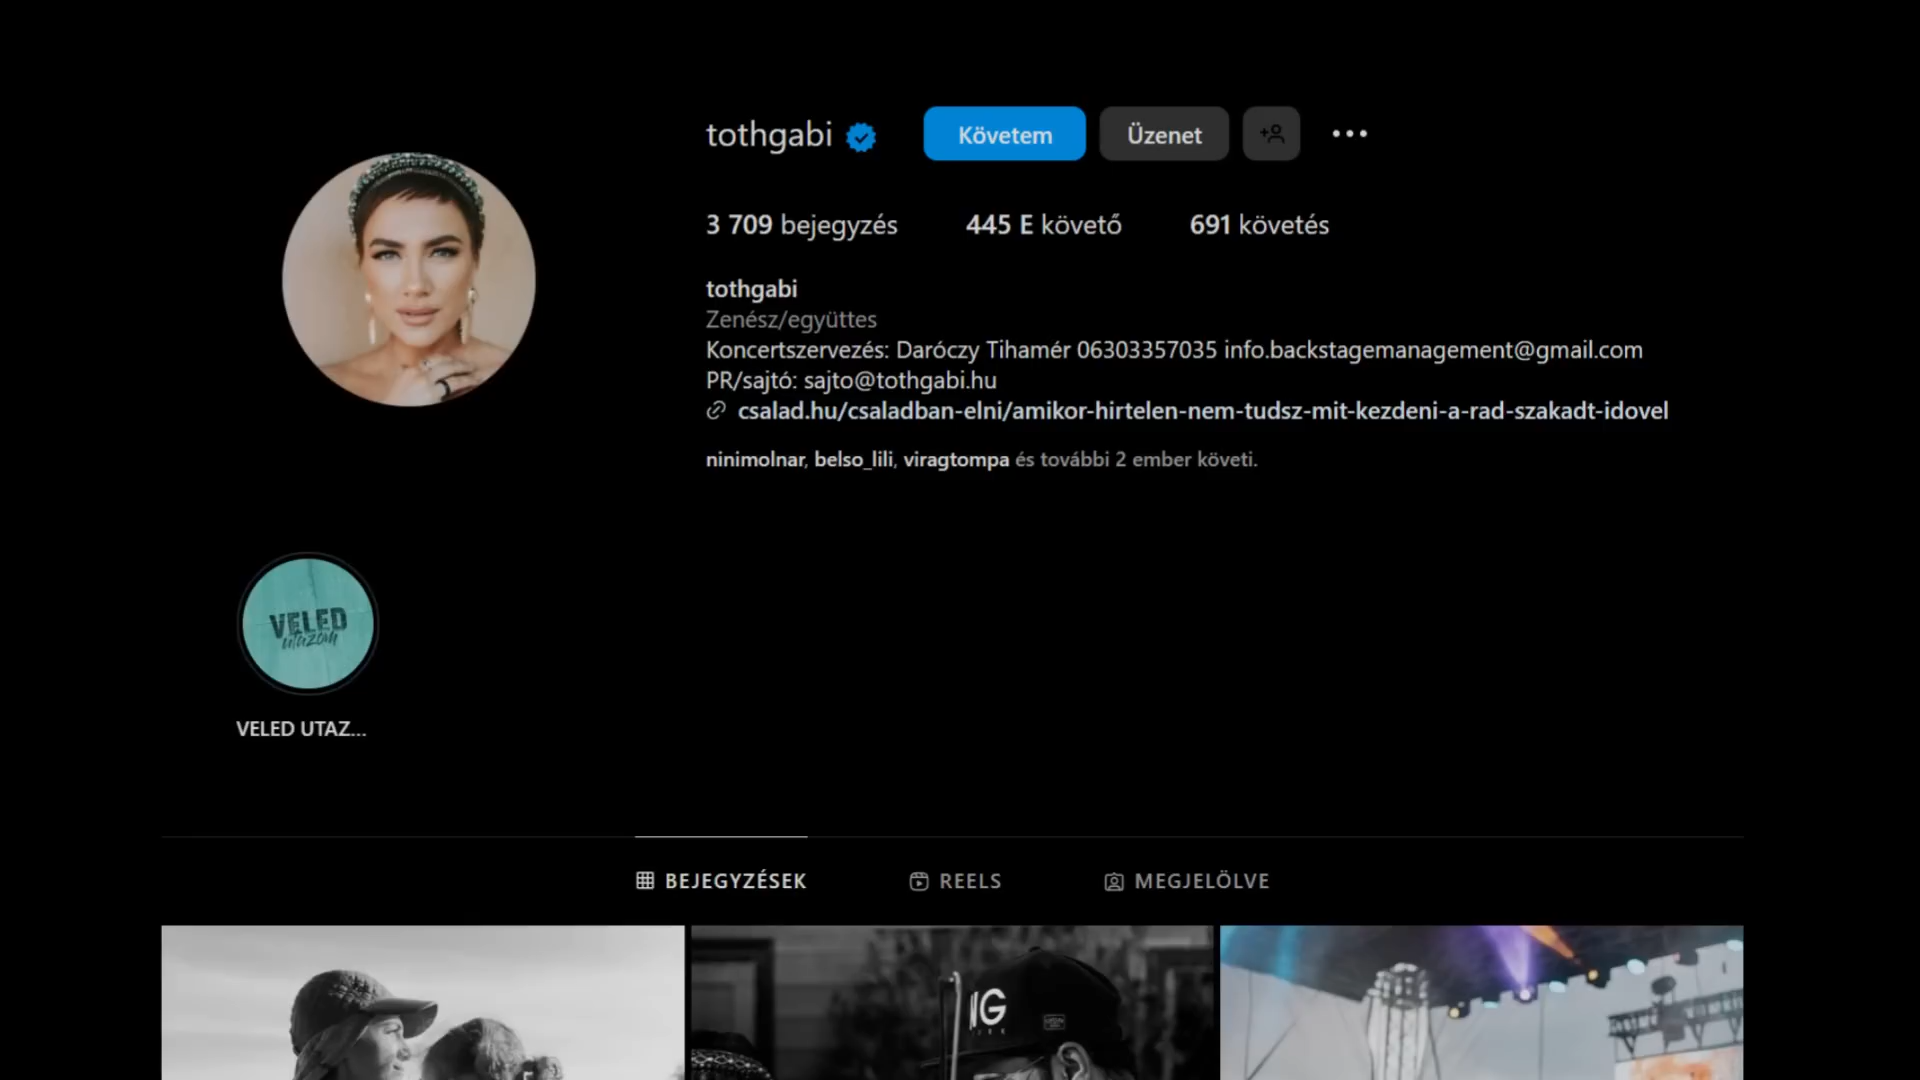 tothgabi
Követem
Üzenet
3 709 bejegyzés
445 E követő
691 követés
tothgabi
Zenész/együttes
Koncertszervezés: Daróczy Tihamér 06303357035 info.backstagemanagement@gmail.com
PR/sajtó: sajto@tothgabi.hu
csalad.hu/csaladban-elni/amikor-hirtelen-nem-tudsz-mit-kezdeni-a-rad-szakadt-idovel
ninimolnar, belso_lili, viragtompa és további 2 ember követi.
VELED
utazom
VELED UTAZ...
BEJEGYZÉSEK
REELS
MEGJELÖLVE